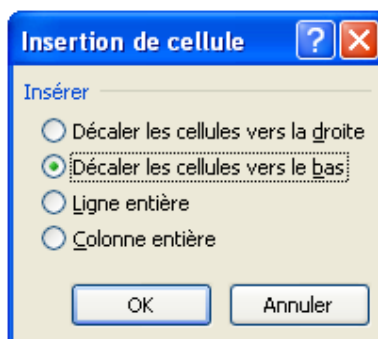 Insertion de cellule
Insérer
Décaler les cellules vers la droite
Décaler les cellules vers le bas
Ligne entière
Colonne entière
OK Annuler